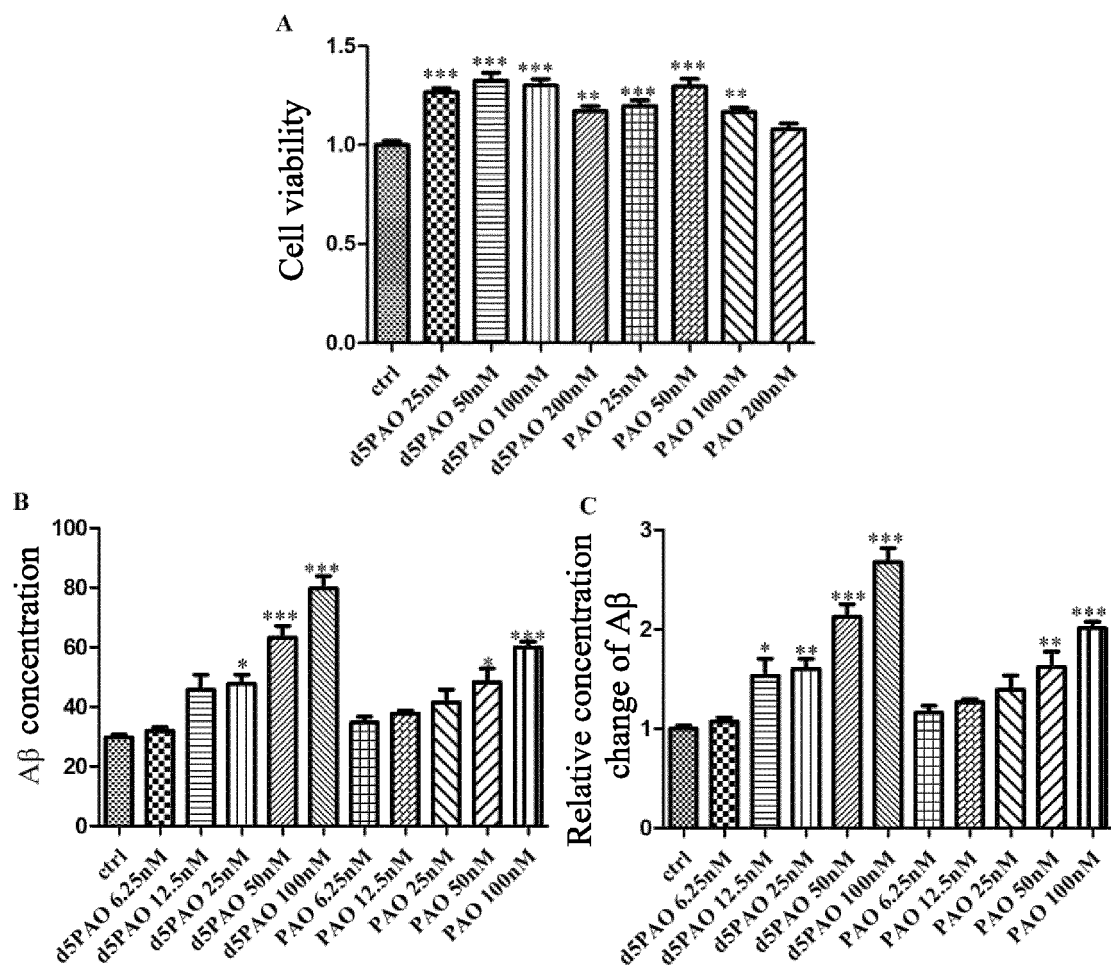 A
Cell viability
1.5
1.0
0.5
0.0
***
***
***
**
***
***
**
ctrl
d5PAO 25nM
d5PAO 50nM
d5PAO 100nM
d5PAO 200nM
PAO 25nM
PAO 50nM
PAO 100nM
PAO 200nM
B
Aβ concentration
100
80
60
40
20
0
*
***
***
*
***
ctrl
d5PAO 6.25nM
d5PAO 12.5nM
d5PAO 25nM
d5PAO 50nM
d5PAO 100nM
PAO 6.25nM
PAO 12.5nM
PAO 25nM
PAO 50nM
PAO 100nM
C
Relative concentration
change of Aβ
3
2
1
0
*
**
***
***
**
***
ctrl
d5PAO 6.25nM
d5PAO 12.5nM
d5PAO 25nM
d5PAO 50nM
d5PAO 100nM
PAO 6.25nM
PAO 12.5nM
PAO 25nM
PAO 50nM
PAO 100nM